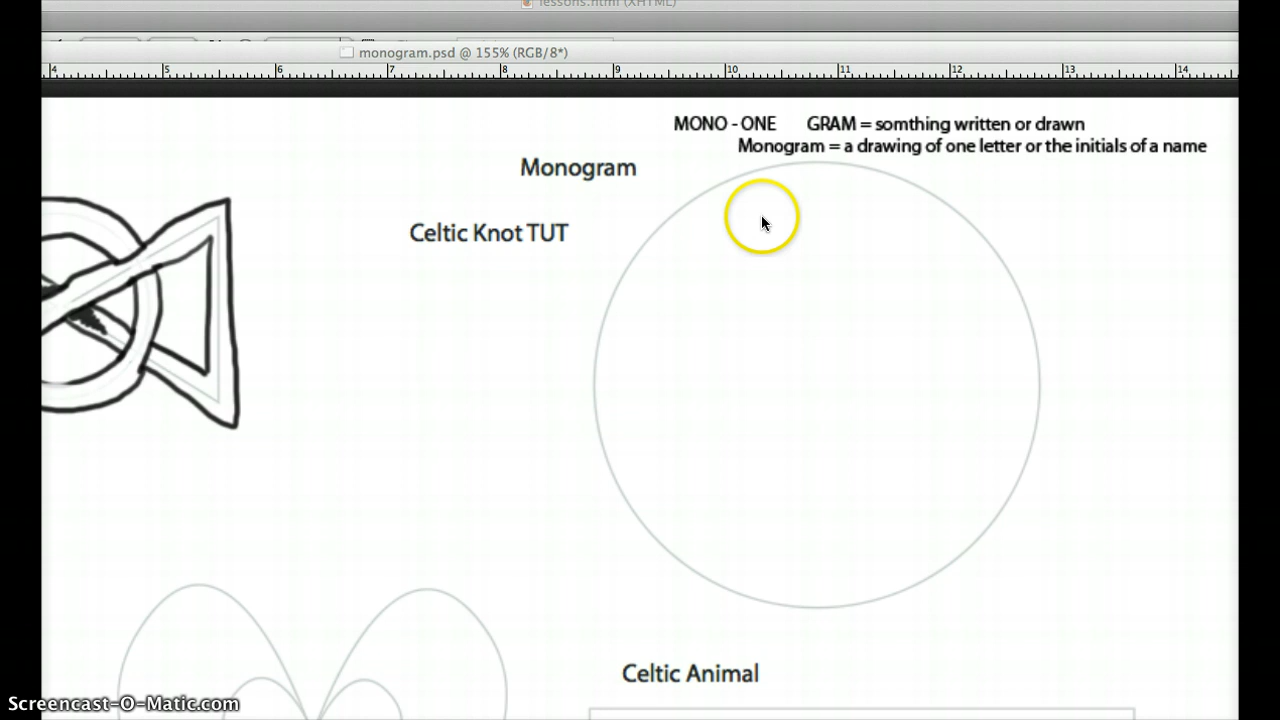 lessons.html (XHTML)
monogram.psd @ 155% (RGB/8*)
4 5 6 7 8 9 10 11 12 13 14
MONO - ONE GRAM = somthing written or drawn
Monogram = a drawing of one letter or the initials of a name
Monogram
Celtic Knot TUT
Celtic Animal
Screencast-O-Matic.com